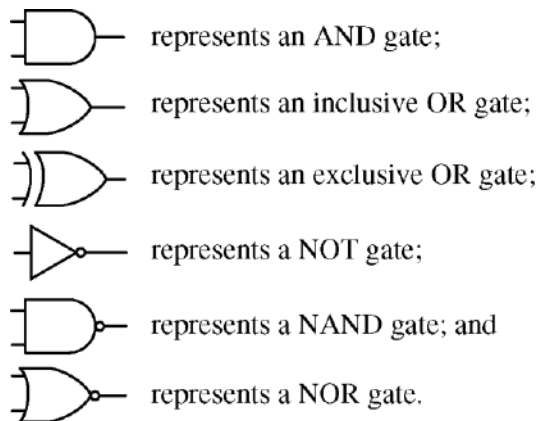 represents an AND gate;
represents an inclusive OR gate;
represents an exclusive OR gate;
represents a NOT gate;
represents a NAND gate; and
represents a NOR gate.